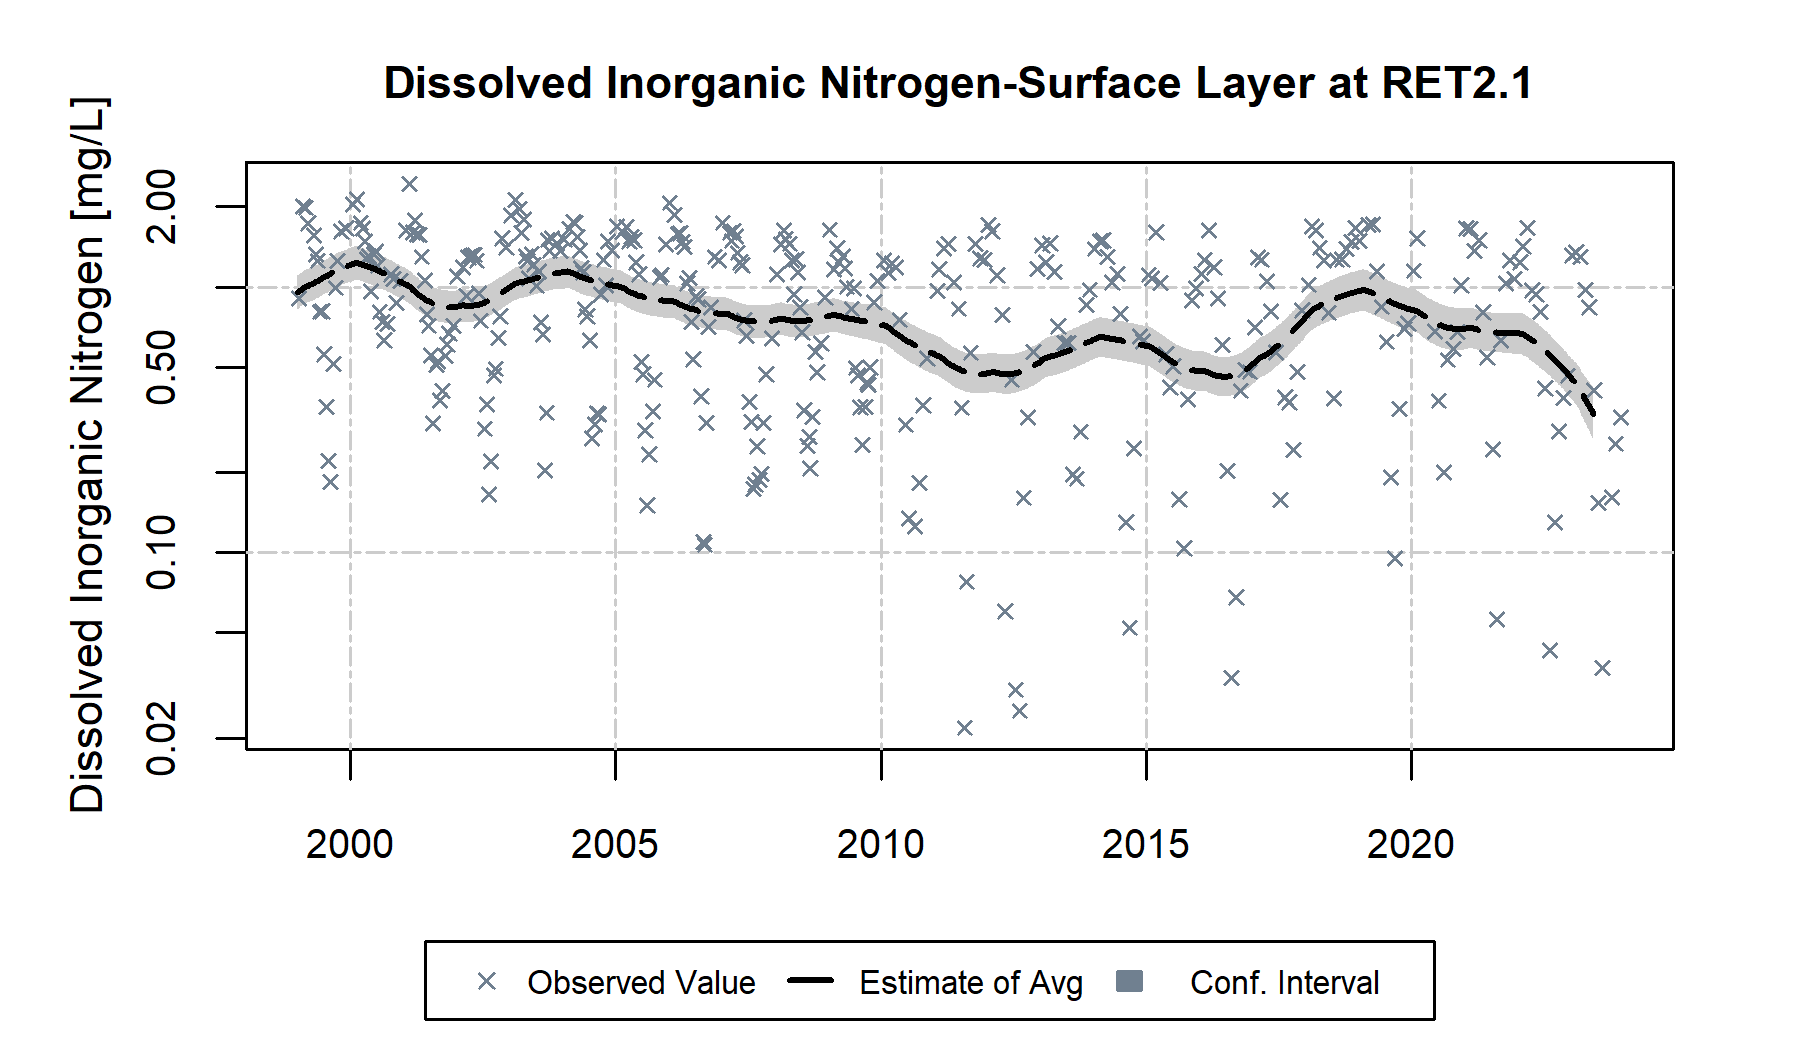 Dissolved Inorganic Nitrogen-Surface Layer at RET2.1
Dissolved Inorganic Nitrogen [mg/L]
2.00
0.50
0.10
0.02
2000 2005 2010 2015 2020
Observed Value Estimate of Avg Conf. Interval